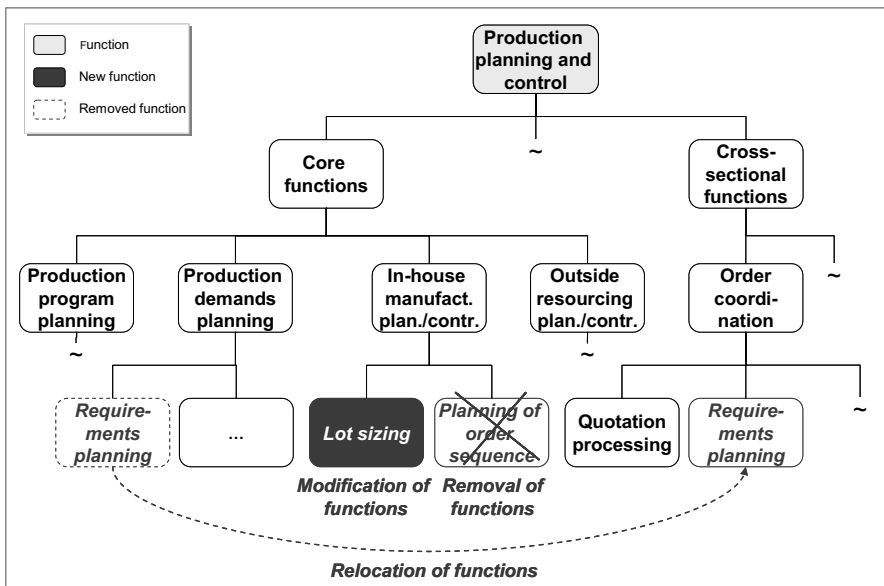 Function
New function
Removed function
Production
planning and
control
~
Core
functions
Cross-
sectional
functions
Production
program
planning
Production
demands
planning
In-house
manufact.
plan./contr.
Outside
resourcing
plan./contr.
Order
coordi-
nation
~
~
~
Require-
ments
planning
...
Lot sizing
Planning of
order
sequence
Quotation
processing
Require-
ments
planning
~
Modification of
functions
Removal of
functions
Relocation of functions